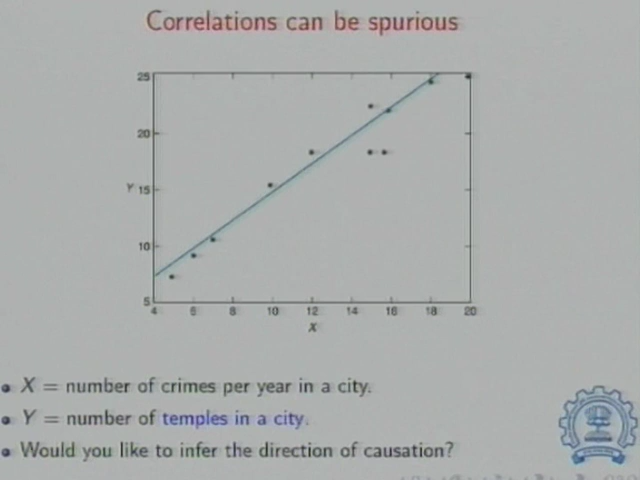 Correlations can be spurious
25
20
Y 15
10
5
4 6 8 10 12 14 16 18 20
X
X = number of crimes per year in a city.
Y = number of temples in a city.
Would you like to infer the direction of causation?